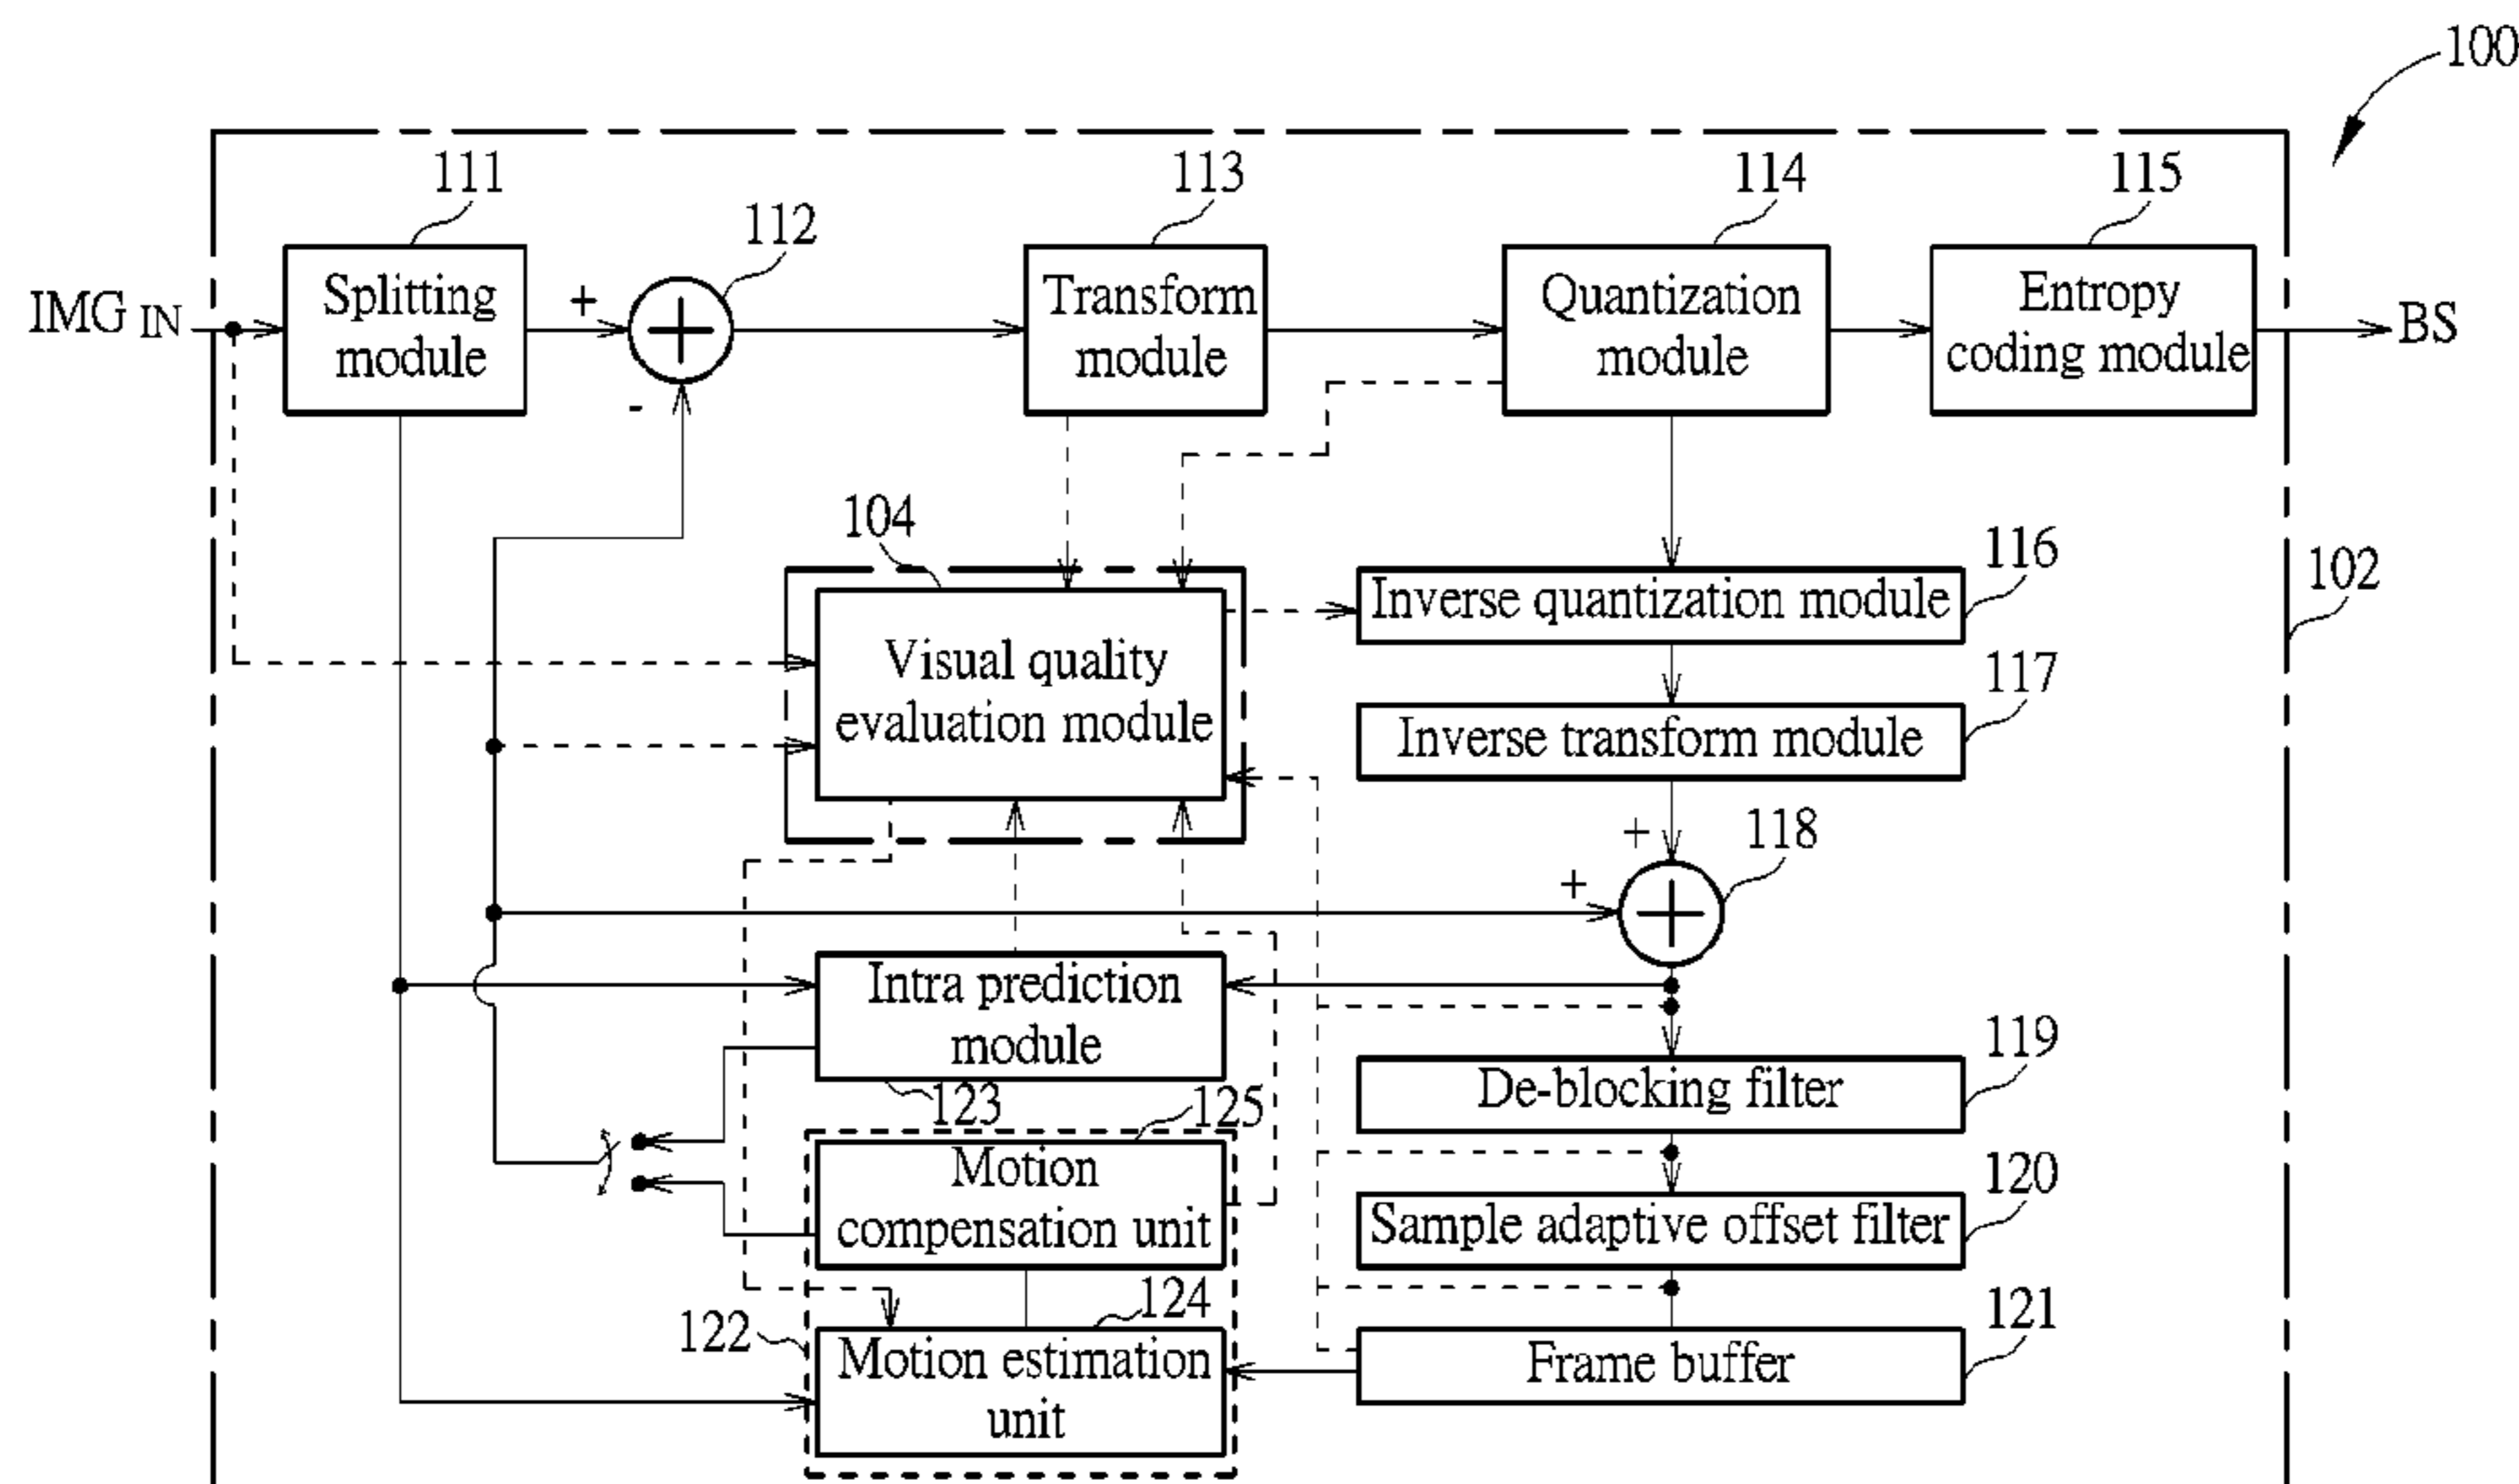 100
111
113
114
115
112
IMG IN
Splitting
module
+
-
Transform
module
Quantization
module
Entropy
coding module
BS
104
116
102
Visual quality
evaluation module
Inverse quantization module
117
Inverse transform module
118
+
+
Intra prediction
module
123
125
119
De-blocking filter
Motion
compensation unit
120
Sample adaptive offset filter
122
124
121
Motion estimation
unit
Frame buffer